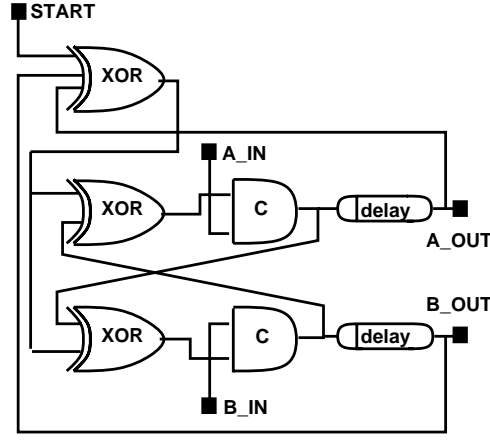 START
XOR
A_IN
XOR
C
delay
A_OUT
B_OUT
XOR
C
delay
B_IN